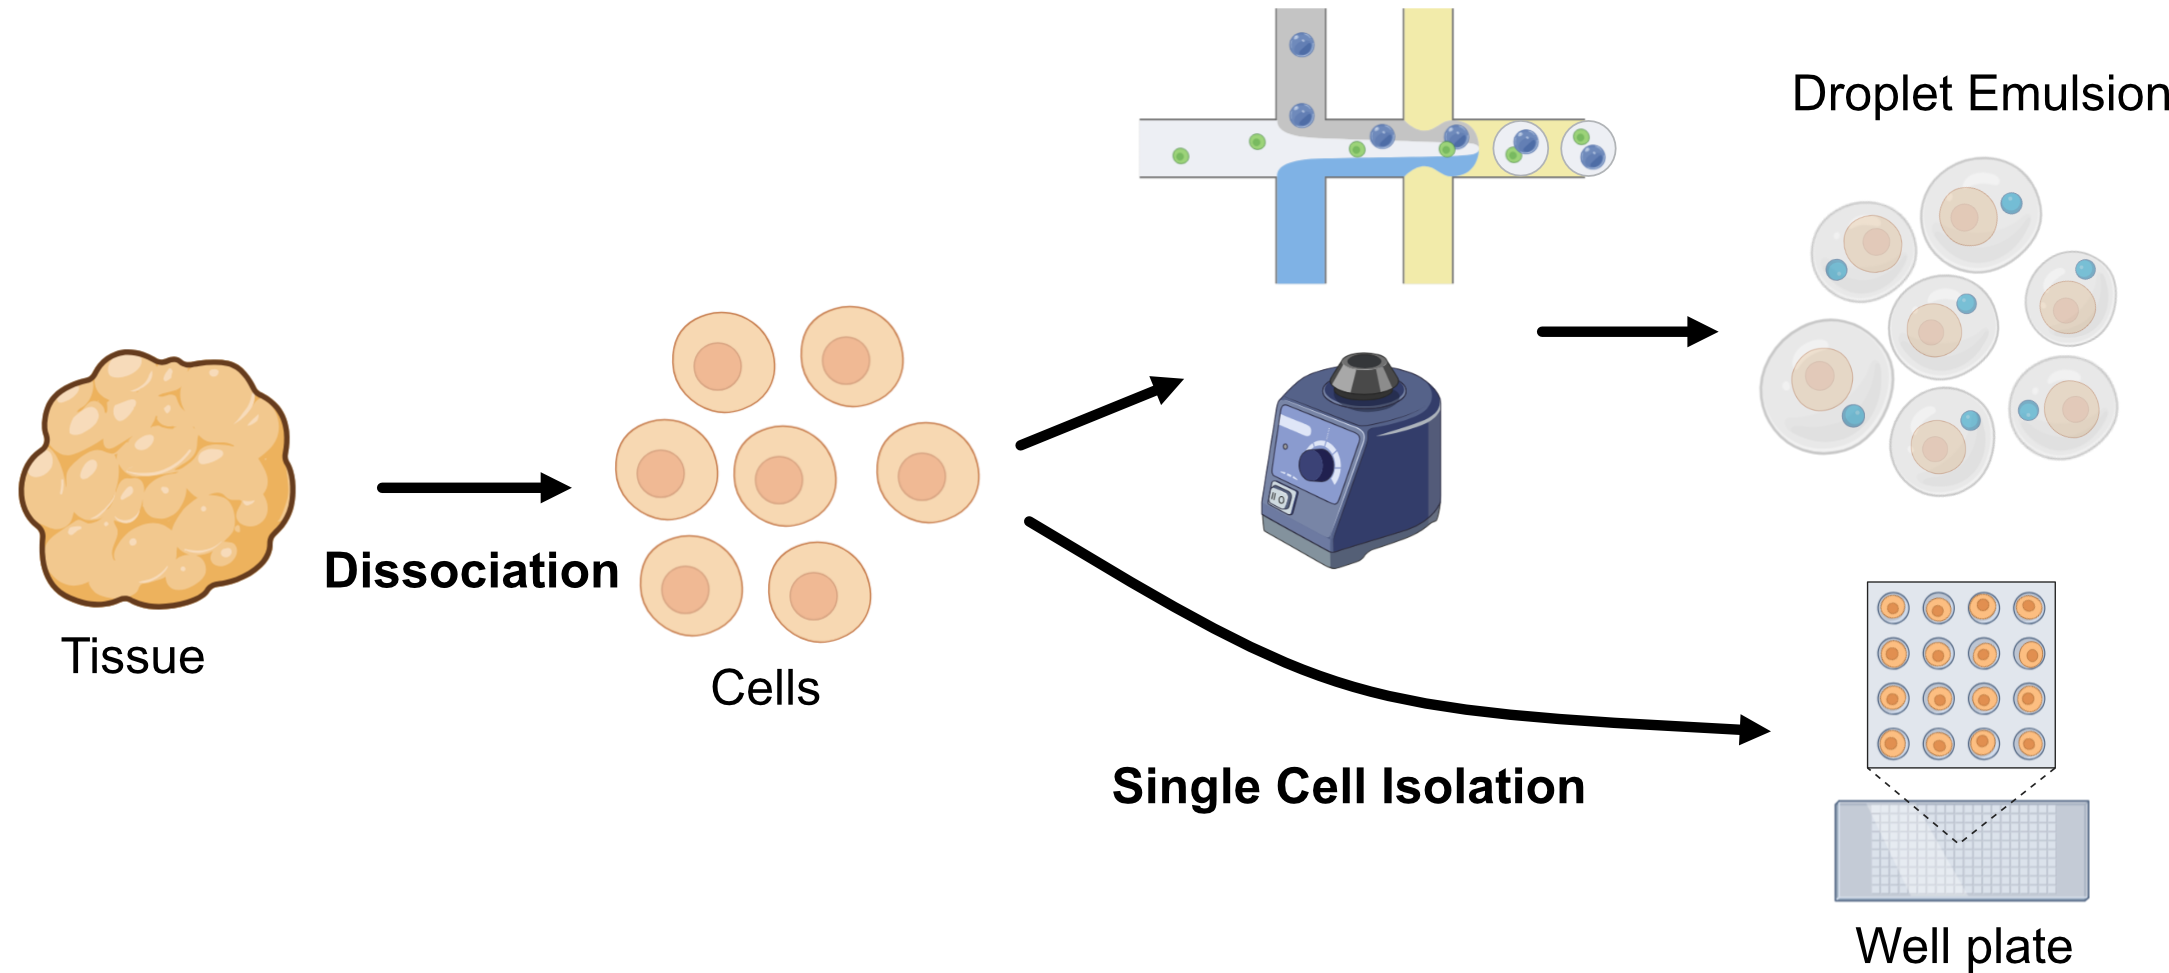 Droplet Emulsion
Dissociation
Tissue
Cells
Single Cell Isolation
Well plate